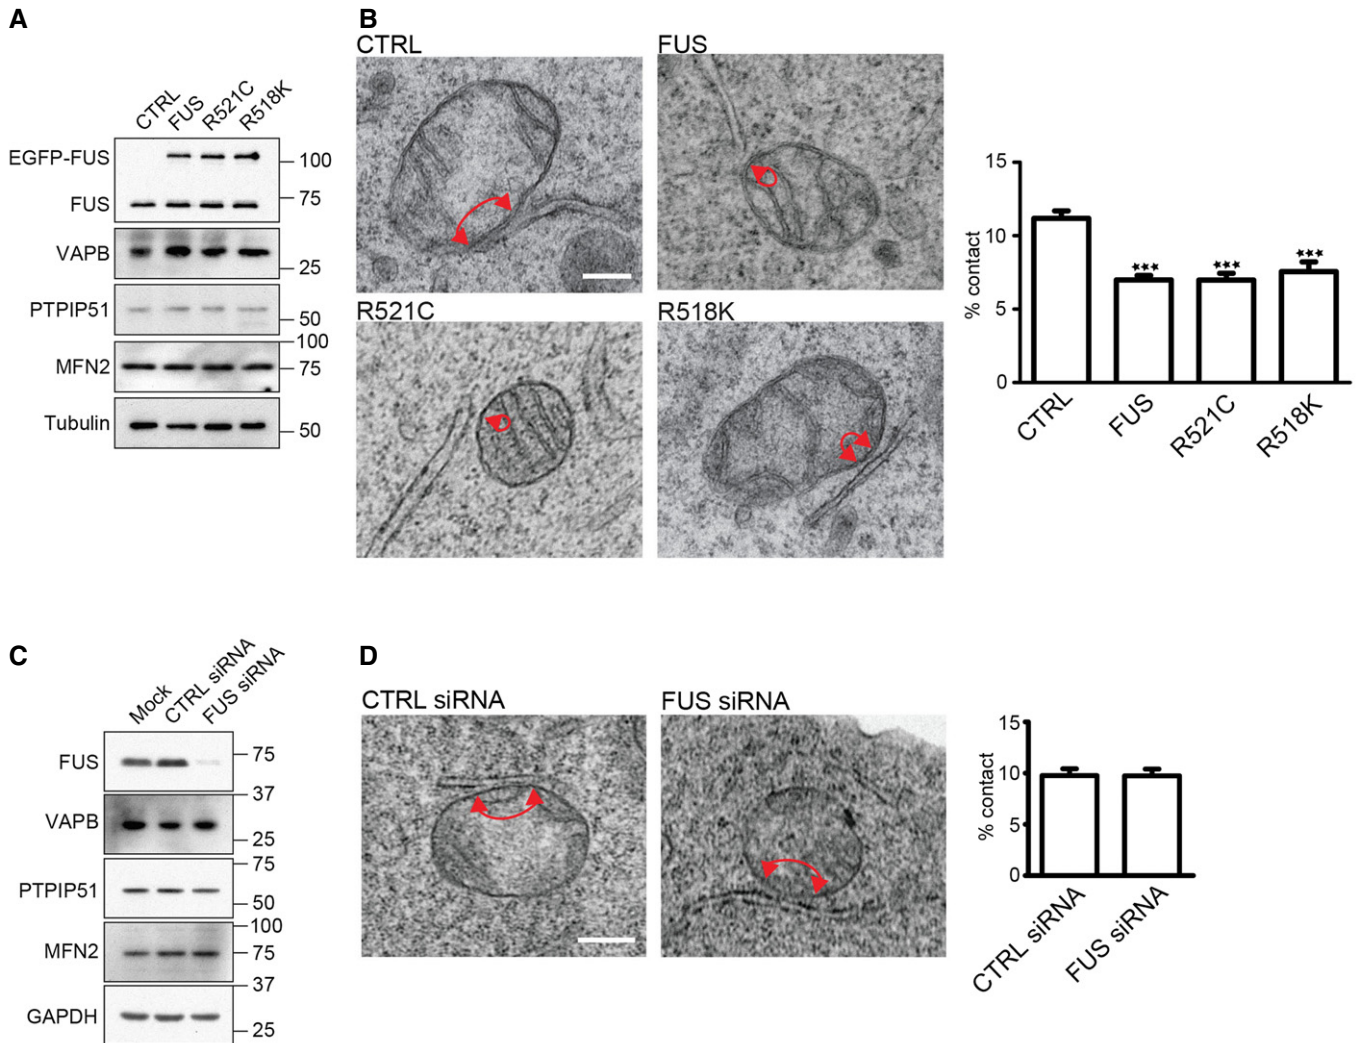 A
CTRL
FUS
R521C
R518K
EGFP-FUS
100
FUS
75
VAPB
25
PTPIP51
50
MFN2
100
75
Tubulin
50
B
CTRL
FUS
R521C
R518K
% contact
15
10
5
0
***
***
***
CTRL
FUS
R521C
R518K
C
Mock
CTRL siRNA
FUS siRNA
FUS
75
VAPB
37
25
PTPIP51
75
50
MFN2
100
75
GAPDH
37
25
D
CTRL siRNA
FUS siRNA
% contact
15
10
5
0
CTRL siRNA
FUS siRNA